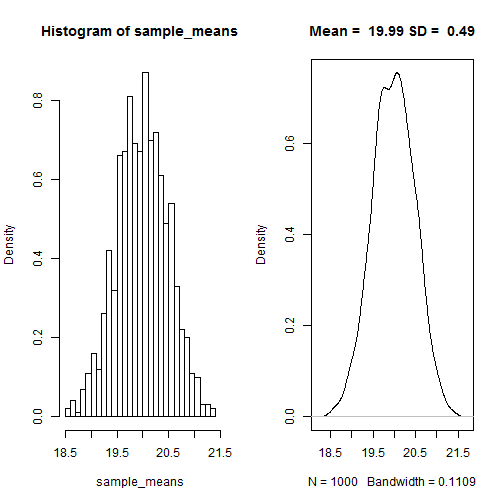 Histogram of sample_means
Density
0.0 0.2 0.4 0.6 0.8
18.5 19.5 20.5 21.5
sample_means
Mean = 19.99 SD = 0.49
Density
0.0 0.2 0.4 0.6
18.5 19.5 20.5 21.5
N = 1000 Bandwidth = 0.1109